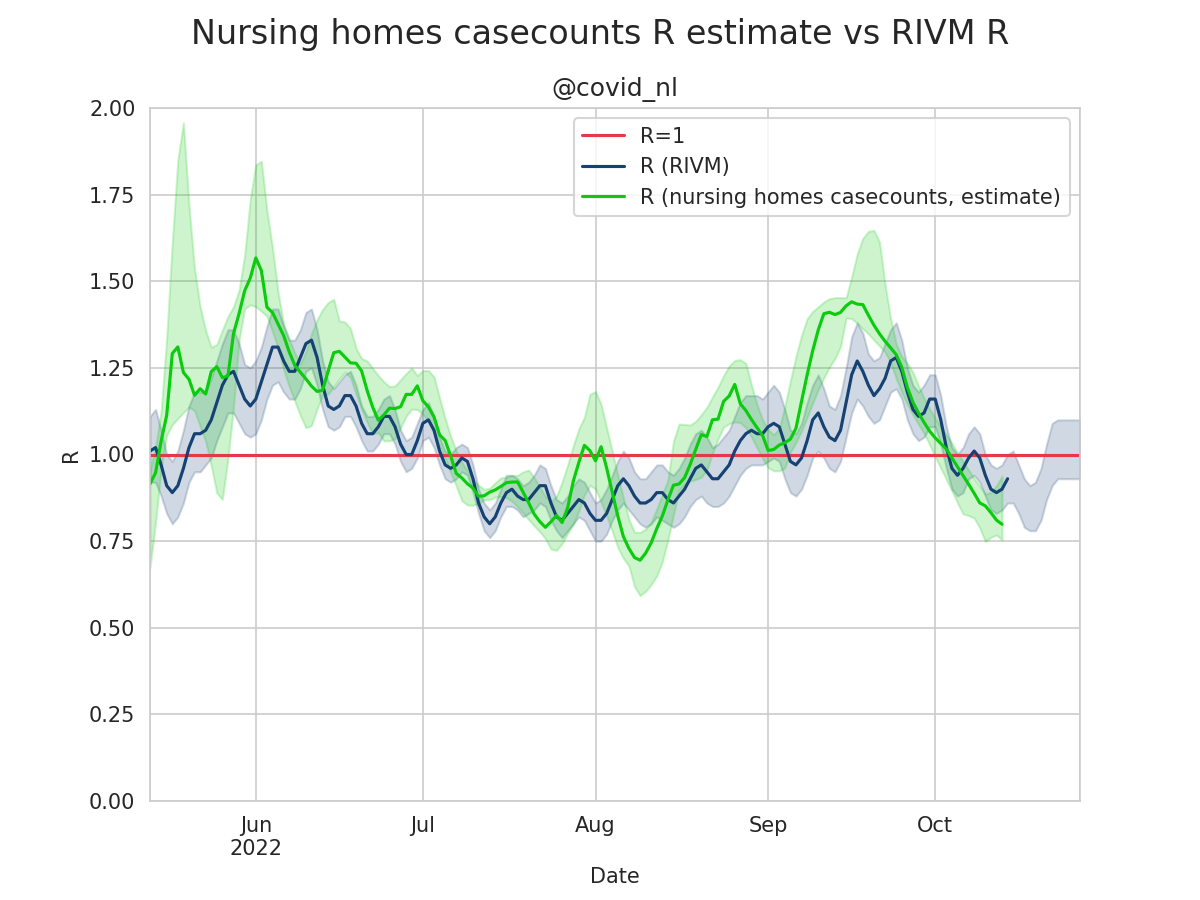 Nursing homes casecounts R estimate vs RIVM R
@covid_nl
R=1
R (RIVM)
R (nursing homes casecounts, estimate)
2.00
1.75
1.50
1.25
1.00
0.75
0.50
0.25
0.00
R
Jun
2022
Jul
Aug
Sep
Oct
Date